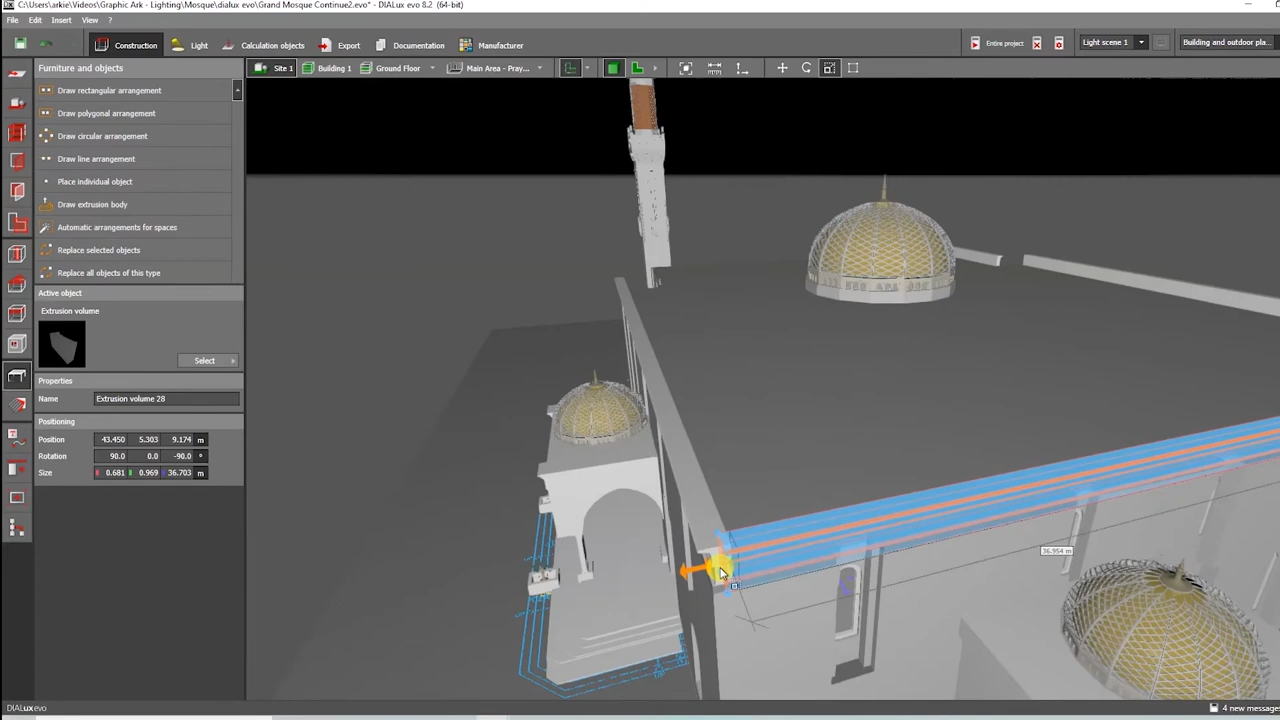 C:\Users\arkie\Videos\Graphic Ark - Lighting\Mosque\dialux evo\Grand Mosque Continue2.evo* - DIALux evo 8.2 (64-bit)
File Edit Insert View ?
Construction Light Calculation objects Export Documentation Manufacturer Entire project Light scene 1 Building and outdoor pla...
Furniture and objects
Site 1 Building 1 Ground Floor Main Area - Pray...
Draw rectangular arrangement
Draw polygonal arrangement
Draw circular arrangement
Draw line arrangement
Place individual object
Draw extrusion body
Automatic arrangements for spaces
Replace selected objects
Replace all objects of this type
Active object
Extrusion volume
Select
Properties
Name Extrusion volume 28
Positioning
Position 43.450 5.303 9.174 m
Rotation 90.0 0.0 -90.0 °
Size 0.681 0.969 36.703 m
36.954 m
DIALux evo
4 new messages